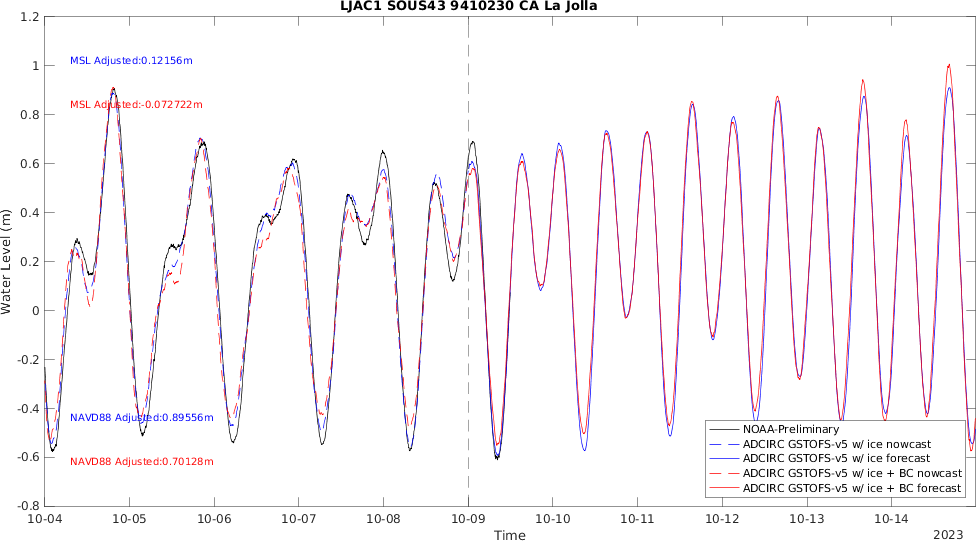 LJAC1 SOUS43 9410230 CA La Jolla
1.2
1
0.8
0.6
0.4
0.2
0
-0.2
-0.4
-0.6
-0.8
Water Level (m)
MSL Adjusted:0.12156m
MSL Adjusted:-0.072722m
NAVD88 Adjusted:0.89556m
NAVD88 Adjusted:0.70128m
NOAA-Preliminary
ADCIRC GSTOFS-v5 w/ ice nowcast
ADCIRC GSTOFS-v5 w/ ice forecast
ADCIRC GSTOFS-v5 w/ ice + BC nowcast
ADCIRC GSTOFS-v5 w/ ice + BC forecast
10-04 10-05 10-06 10-07 10-08 10-09 10-10 10-11 10-12 10-13 10-14
Time
2023